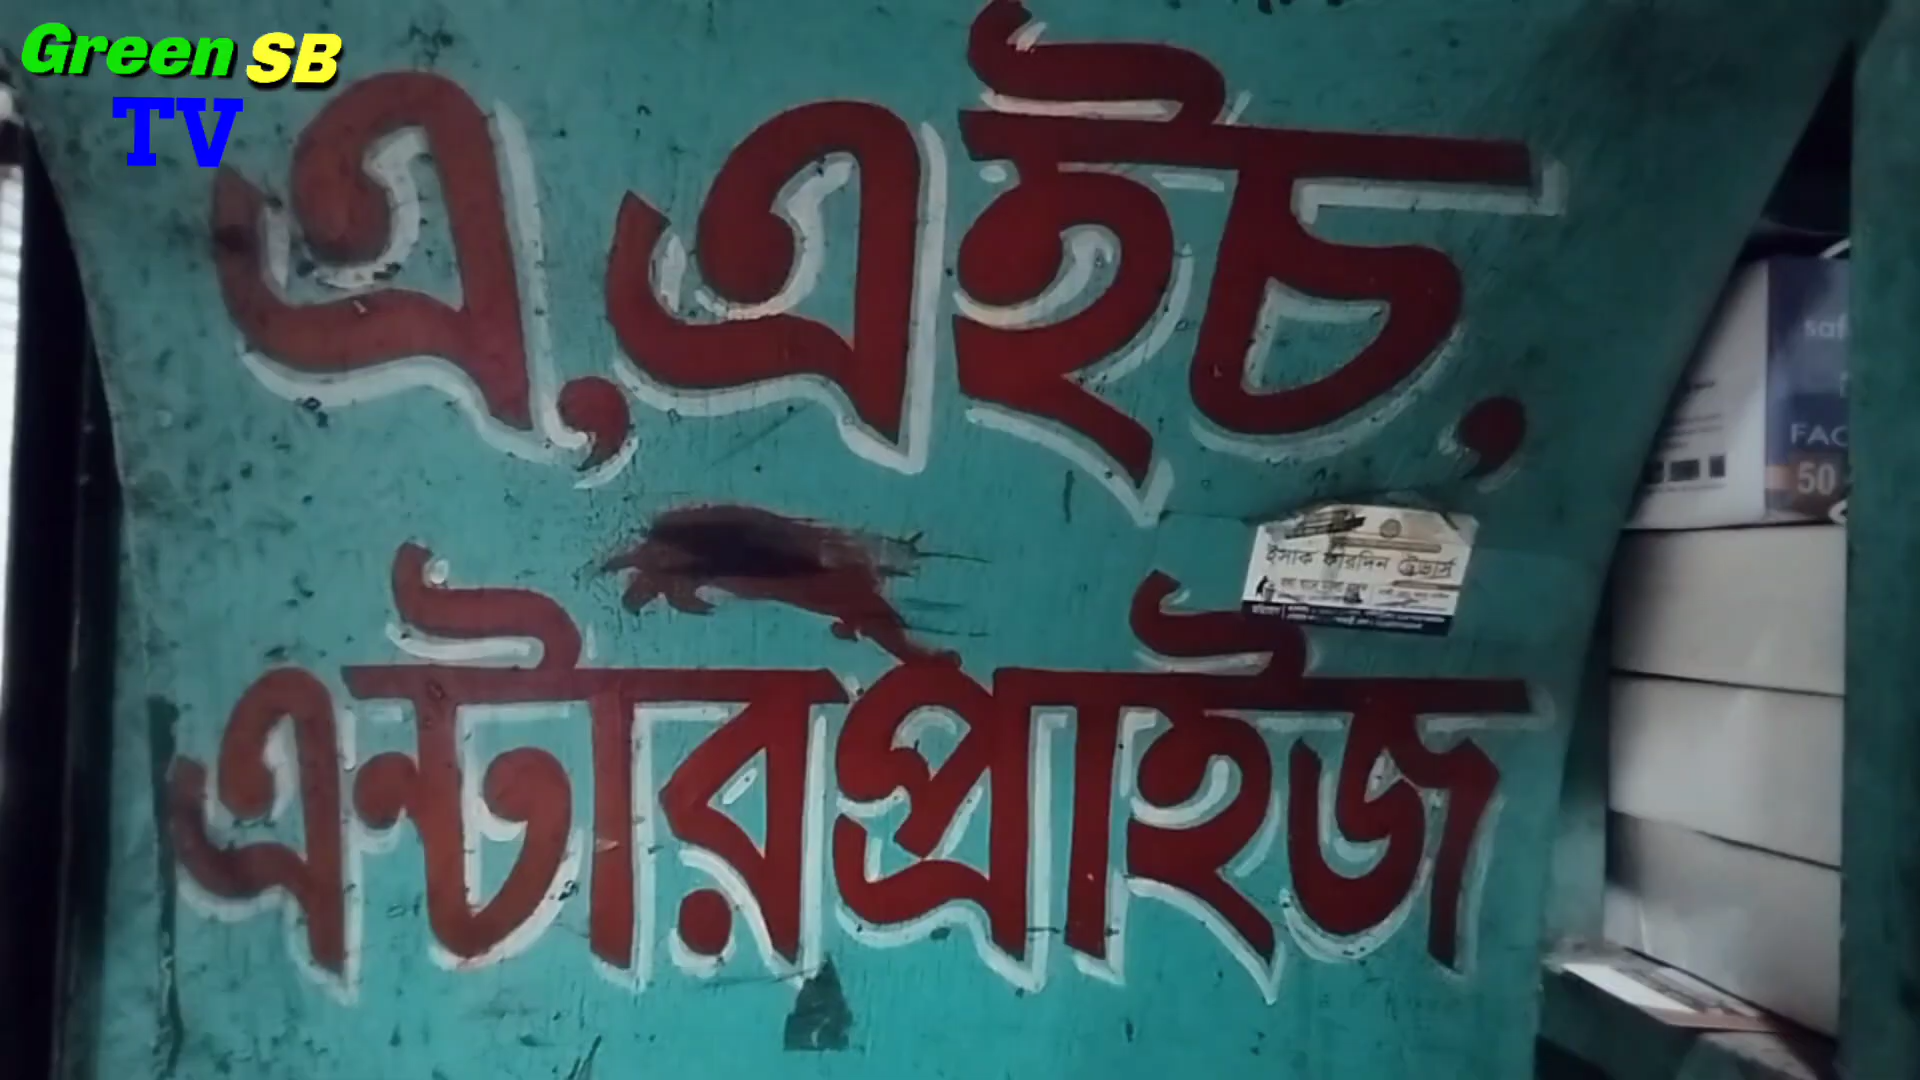 Green SB
TV
এ, এইচ,
এন্টারপ্রাইজ
ইসাক ফারদিন ট্রেডার্স
FAC
50